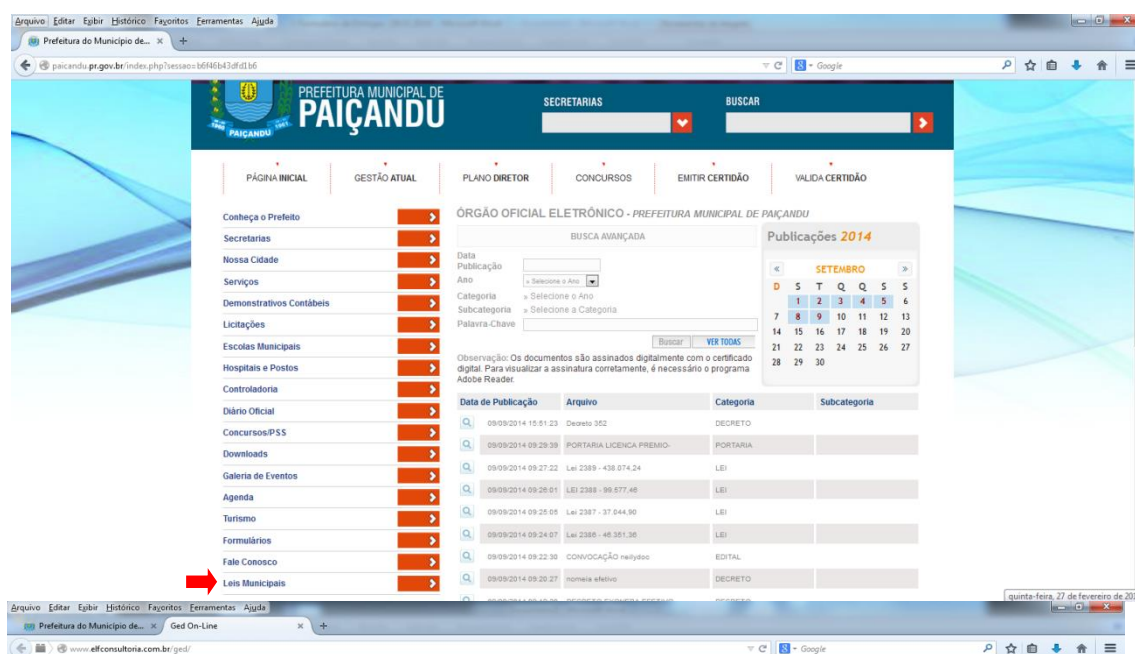 Arquivo Editar Exibir Histórico Favoritos Ferramentas Ajuda
Prefeitura do Município de... × +
paicandu.pr.gov.br/index.php?sessao=b6f46b43dfd1b6
Google
PREFEITURA MUNICIPAL DE
PAIÇANDU
PAIÇANDU
SECRETARIAS
BUSCAR
PÁGINA INICIAL
GESTÃO ATUAL
PLANO DIRETOR
CONCURSOS
EMITIR CERTIDÃO
VALIDA CERTIDÃO
Conheça o Prefeito
Secretarias
Nossa Cidade
Serviços
Demonstrativos Contábeis
Licitações
Escolas Municipais
Hospitais e Postos
Controladoria
Diário Oficial
Concursos/PSS
Downloads
Galeria de Eventos
Agenda
Turismo
Formulários
Fale Conosco
Leis Municipais
ÓRGÃO OFICIAL ELETRÔNICO - PREFEITURA MUNICIPAL DE PAIÇANDU
BUSCA AVANÇADA
Data
Publicação
Ano » Selecione o Ano
Categoria » Selecione o Ano
Subcategoria » Selecione a Categoria
Palavra-Chave
Buscar VER TODAS
Observação: Os documentos são assinados digitalmente com o certificado
digital. Para visualizar a assinatura corretamente, é necessário o programa
Adobe Reader.
Publicações 2014
« SETEMBRO »
D S T Q Q S S
1 2 3 4 5 6
7 8 9 10 11 12 13
14 15 16 17 18 19 20
21 22 23 24 25 26 27
28 29 30
Data de Publicação Arquivo Categoria Subcategoria
09/09/2014 15:51:23 Decreto 352 DECRETO
09/09/2014 09:29:39 PORTARIA LICENCA PREMIO- PORTARIA
09/09/2014 09:27:22 Lei 2389 - 438.074,24 LEI
09/09/2014 09:26:01 LEI 2388 - 99.577,46 LEI
09/09/2014 09:25:05 Lei 2387 - 37.044,90 LEI
09/09/2014 09:24:07 Lei 2386 - 46.351,36 LEI
09/09/2014 09:22:30 CONVOCAÇÃO neilydoc EDITAL
09/09/2014 09:20:27 nomeia efetivo DECRETO
quinta-feira, 27 de fevereiro de 201
Arquivo Editar Exibir Histórico Favoritos Ferramentas Ajuda
Prefeitura do Município de... × Ged On-Line × +
www.elfconsultoria.com.br/ged/
Google